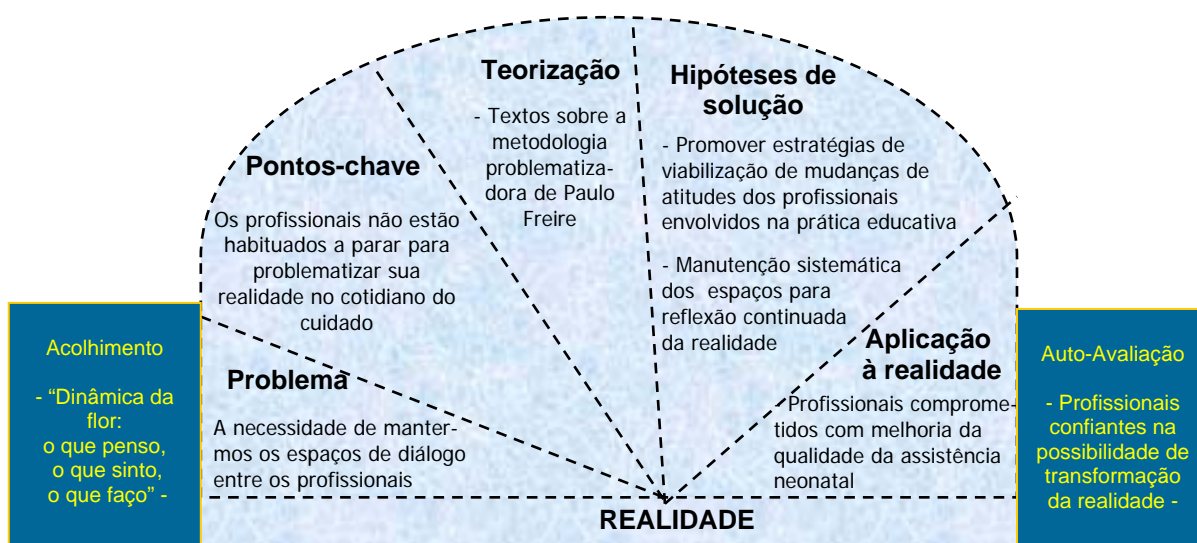 Acolhimento
- “Dinâmica da
flor:
o que penso,
o que sinto,
o que faço” -
Problema
A necessidade de manter-
mos os espaços de diálogo
entre os profissionais
Pontos-chave
Os profissionais não estão
habituados a parar para
problematizar sua
realidade no cotidiano do
cuidado
Teorização
- Textos sobre a
metodologia
problematiza-
dora de Paulo
Freire
Hipóteses de
solução
- Promover estratégias de
viabilização de mudanças de
atitudes dos profissionais
envolvidos na prática educativa
- Manutenção sistemática
dos espaços para
reflexão continuada
da realidade
Aplicação
à realidade
Profissionais comprome-
tidos com melhoria da
qualidade da assistência
neonatal
REALIDADE
Auto-Avaliação
- Profissionais
confiantes na
possibilidade de
transformação
da realidade -